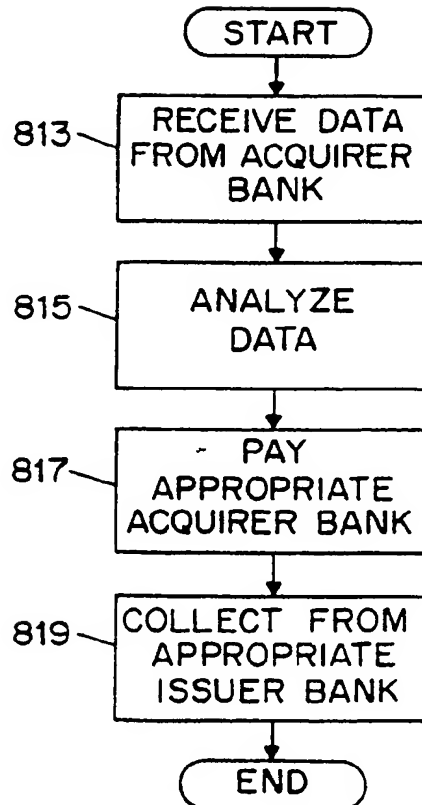 START
813
RECEIVE DATA
FROM ACQUIRER
BANK
815
ANALYZE
DATA
817
PAY
APPROPRIATE
ACQUIRER BANK
819
COLLECT FROM
APPROPRIATE
ISSUER BANK
END